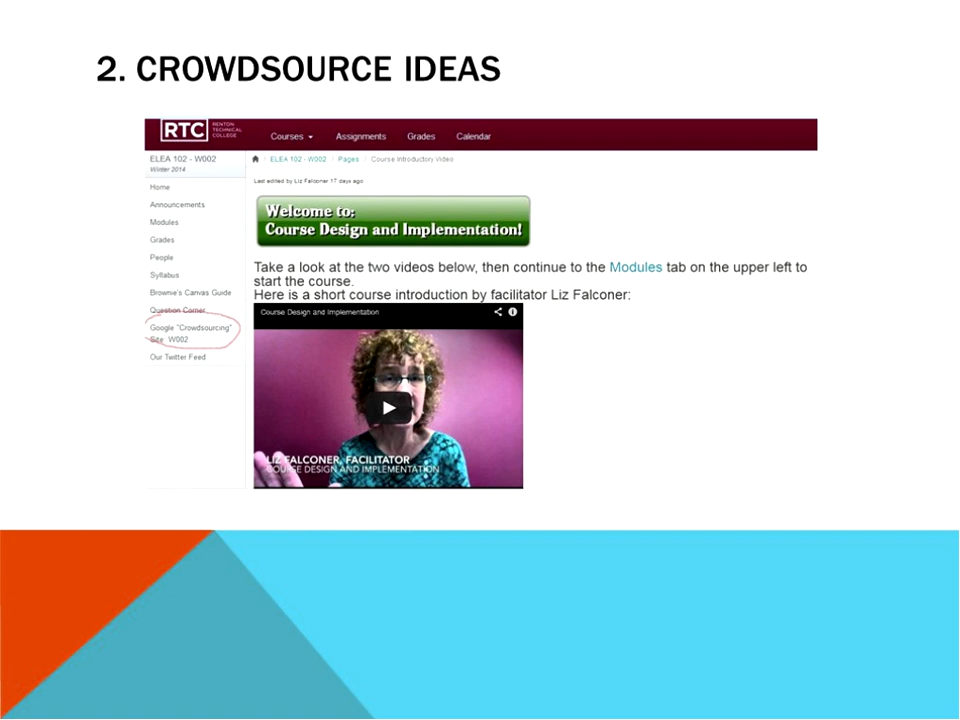 2. CROWDSOURCE IDEAS
RTC RENTON TECHNICAL COLLEGE
Courses Assignments Grades Calendar
ELEA 102 - W002
Winter 2014
Home
Announcements
Modules
Grades
People
Syllabus
Brownie's Canvas Guide
Question Corner
Google "Crowdsourcing"
Site W002
Our Twitter Feed
ELEA 102 - W002 Pages Course Introductory Video
Last edited by Liz Falconer 17 days ago
Welcome to:
Course Design and Implementation!
Take a look at the two videos below, then continue to the Modules tab on the upper left to
start the course.
Here is a short course introduction by facilitator Liz Falconer:
Course Design and Implementation
LIZ FALCONER, FACILITATOR
COURSE DESIGN AND IMPLEMENTATION